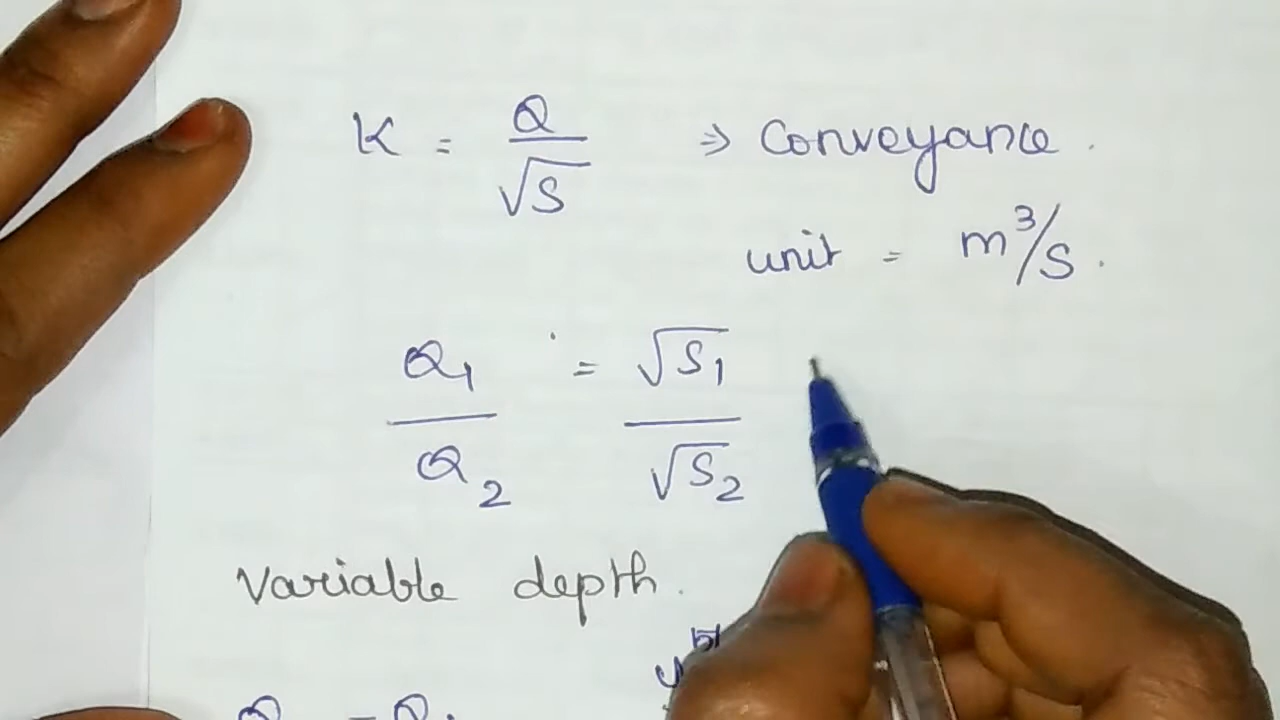 K = Q/√S ⇒ Conveyance.
unit = m³/s.
Q₁/Q₂ = √S₁/√S₂
Variable depth.